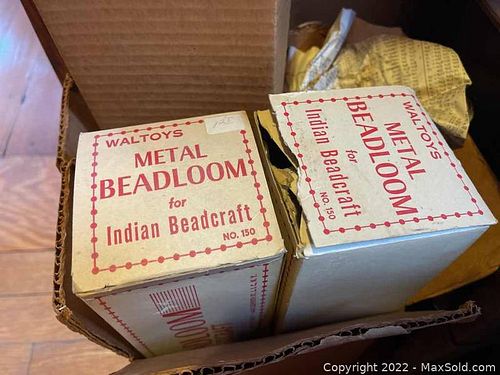 WALTOYS
METAL
BEADLOOM
for
Indian Beadcraft
NO. 150
WALTOYS
METAL
BEADLOOM
for
Indian Beadcraft
NO. 150
Copyright 2022 - MaxSold.com